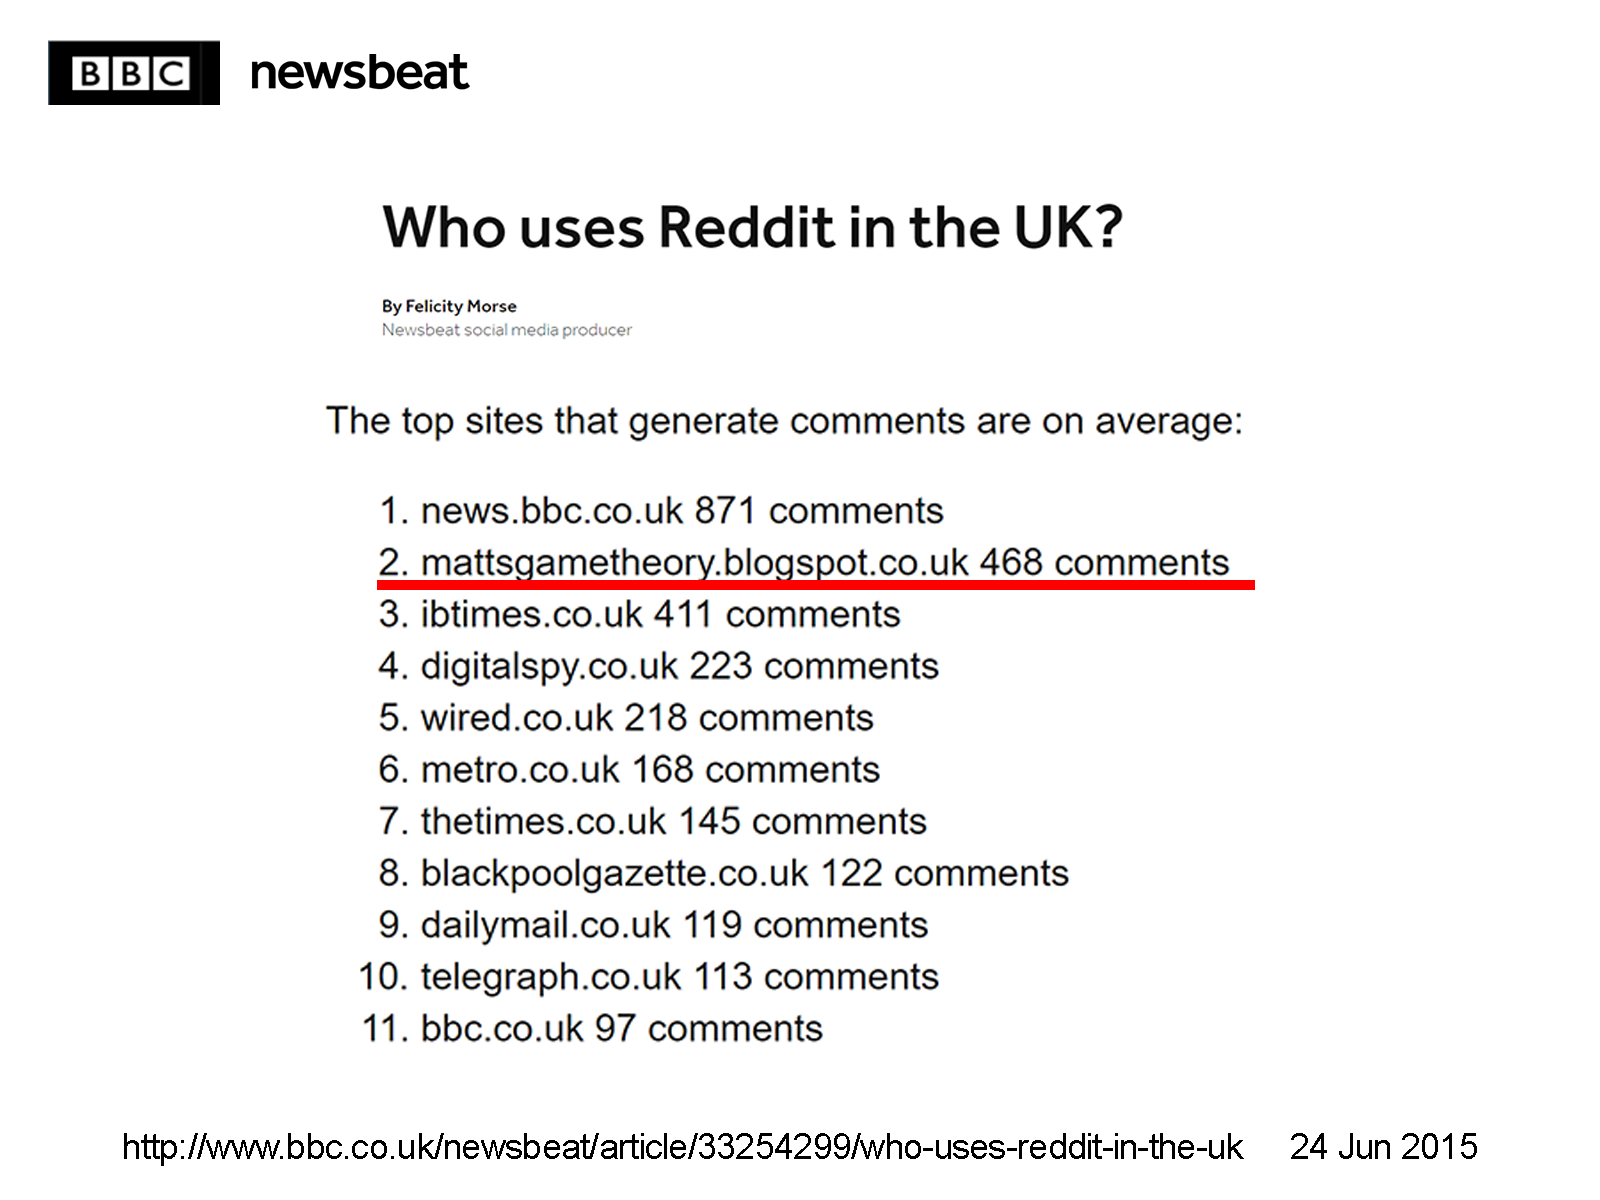 BBC newsbeat
Who uses Reddit in the UK?
By Felicity Morse
Newsbeat social media producer
The top sites that generate comments are on average:
1. news.bbc.co.uk 871 comments
2. mattsgametheory.blogspot.co.uk 468 comments
3. ibtimes.co.uk 411 comments
4. digitalspy.co.uk 223 comments
5. wired.co.uk 218 comments
6. metro.co.uk 168 comments
7. thetimes.co.uk 145 comments
8. blackpoolgazette.co.uk 122 comments
9. dailymail.co.uk 119 comments
10. telegraph.co.uk 113 comments
11. bbc.co.uk 97 comments
http://www.bbc.co.uk/newsbeat/article/33254299/who-uses-reddit-in-the-uk 24 Jun 2015